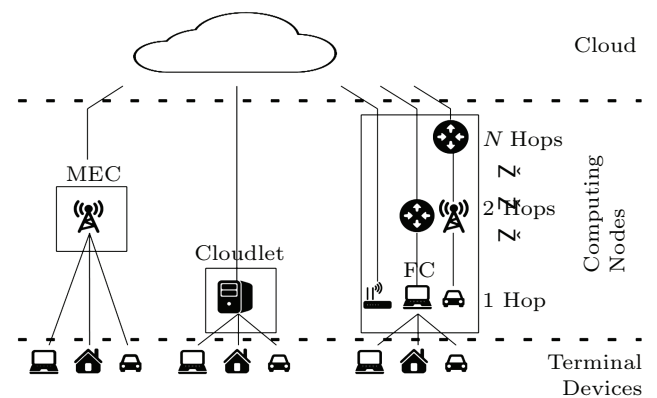 Cloud
N Hops
MEC
2 Hops
Cloudlet
FC
1 Hop
Computing
Nodes
Terminal
Devices